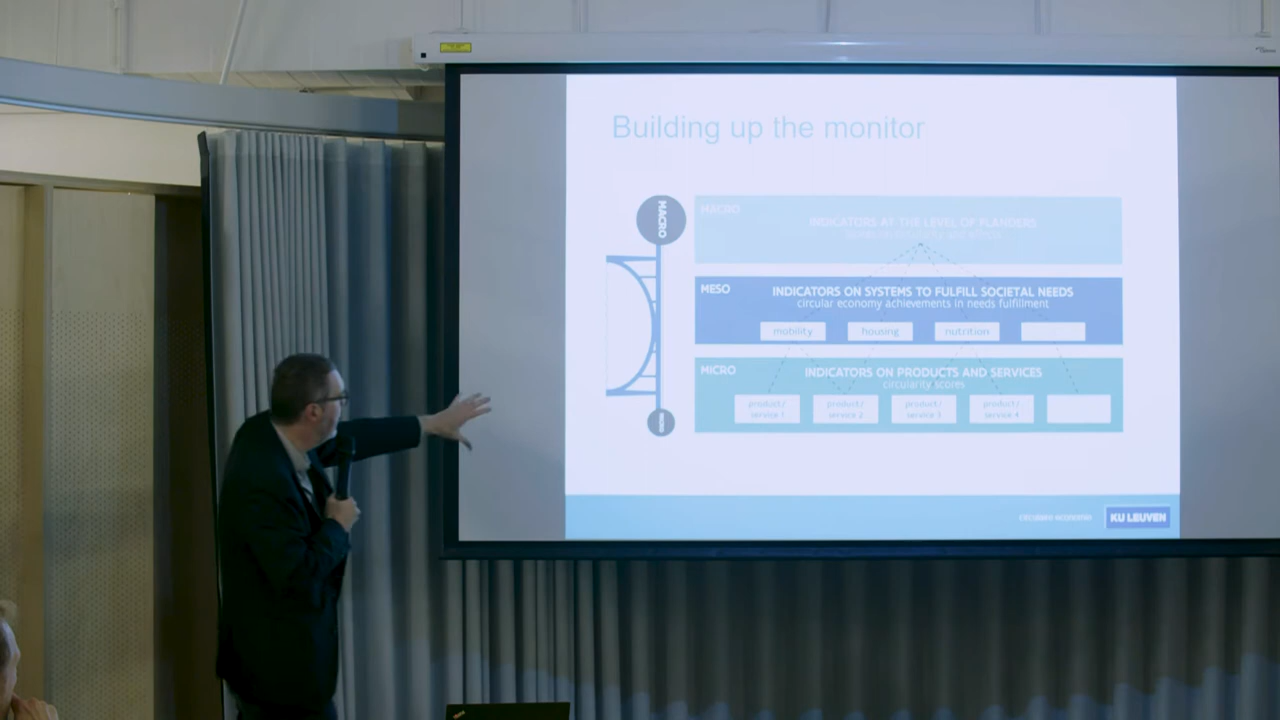 Building up the monitor
MACRO
MACRO
INDICATORS AT THE LEVEL OF FLANDERS
MESO
INDICATORS ON SYSTEMS TO FULFILL SOCIETAL NEEDS
circular economy achievements in needs fulfillment
mobility housing nutrition
MICRO
INDICATORS ON PRODUCTS AND SERVICES
circularity scores
product/ product/ product/ product/
service 1 service 2 service 3 service 4
KU LEUVEN